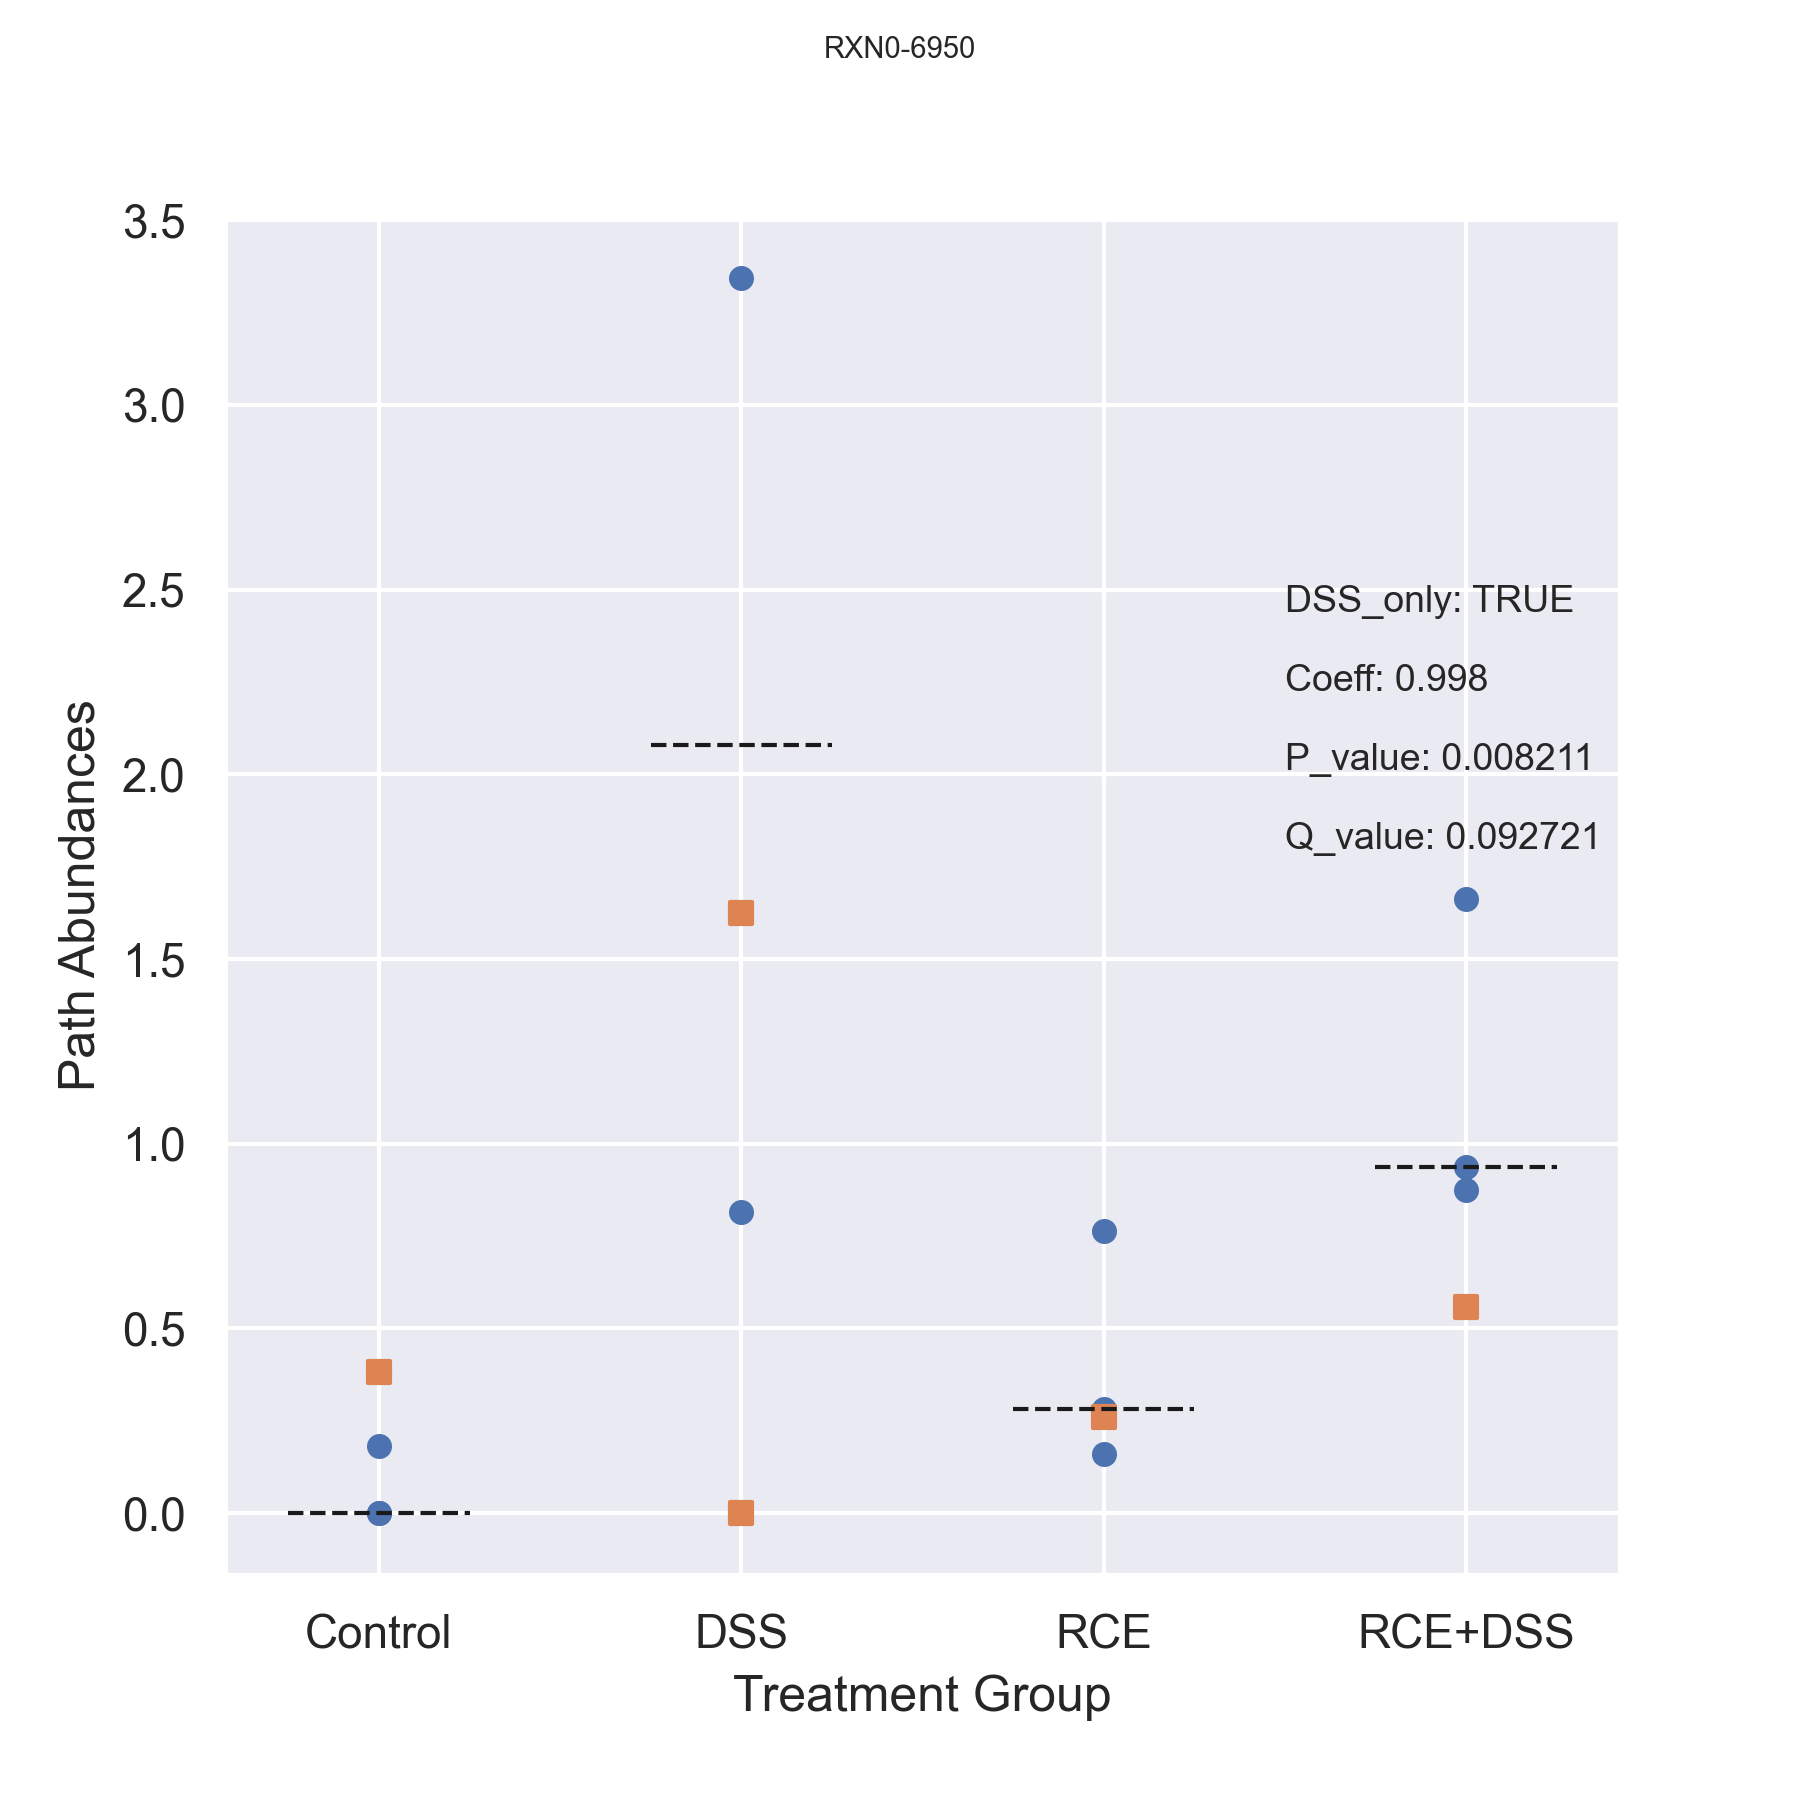 RXN0-6950
3.5
3.0
2.5
2.0
1.5
1.0
0.5
0.0
Path Abundances
DSS_only: TRUE
Coeff: 0.998
P_value: 0.008211
Q_value: 0.092721
Control
DSS
RCE
RCE+DSS
Treatment Group